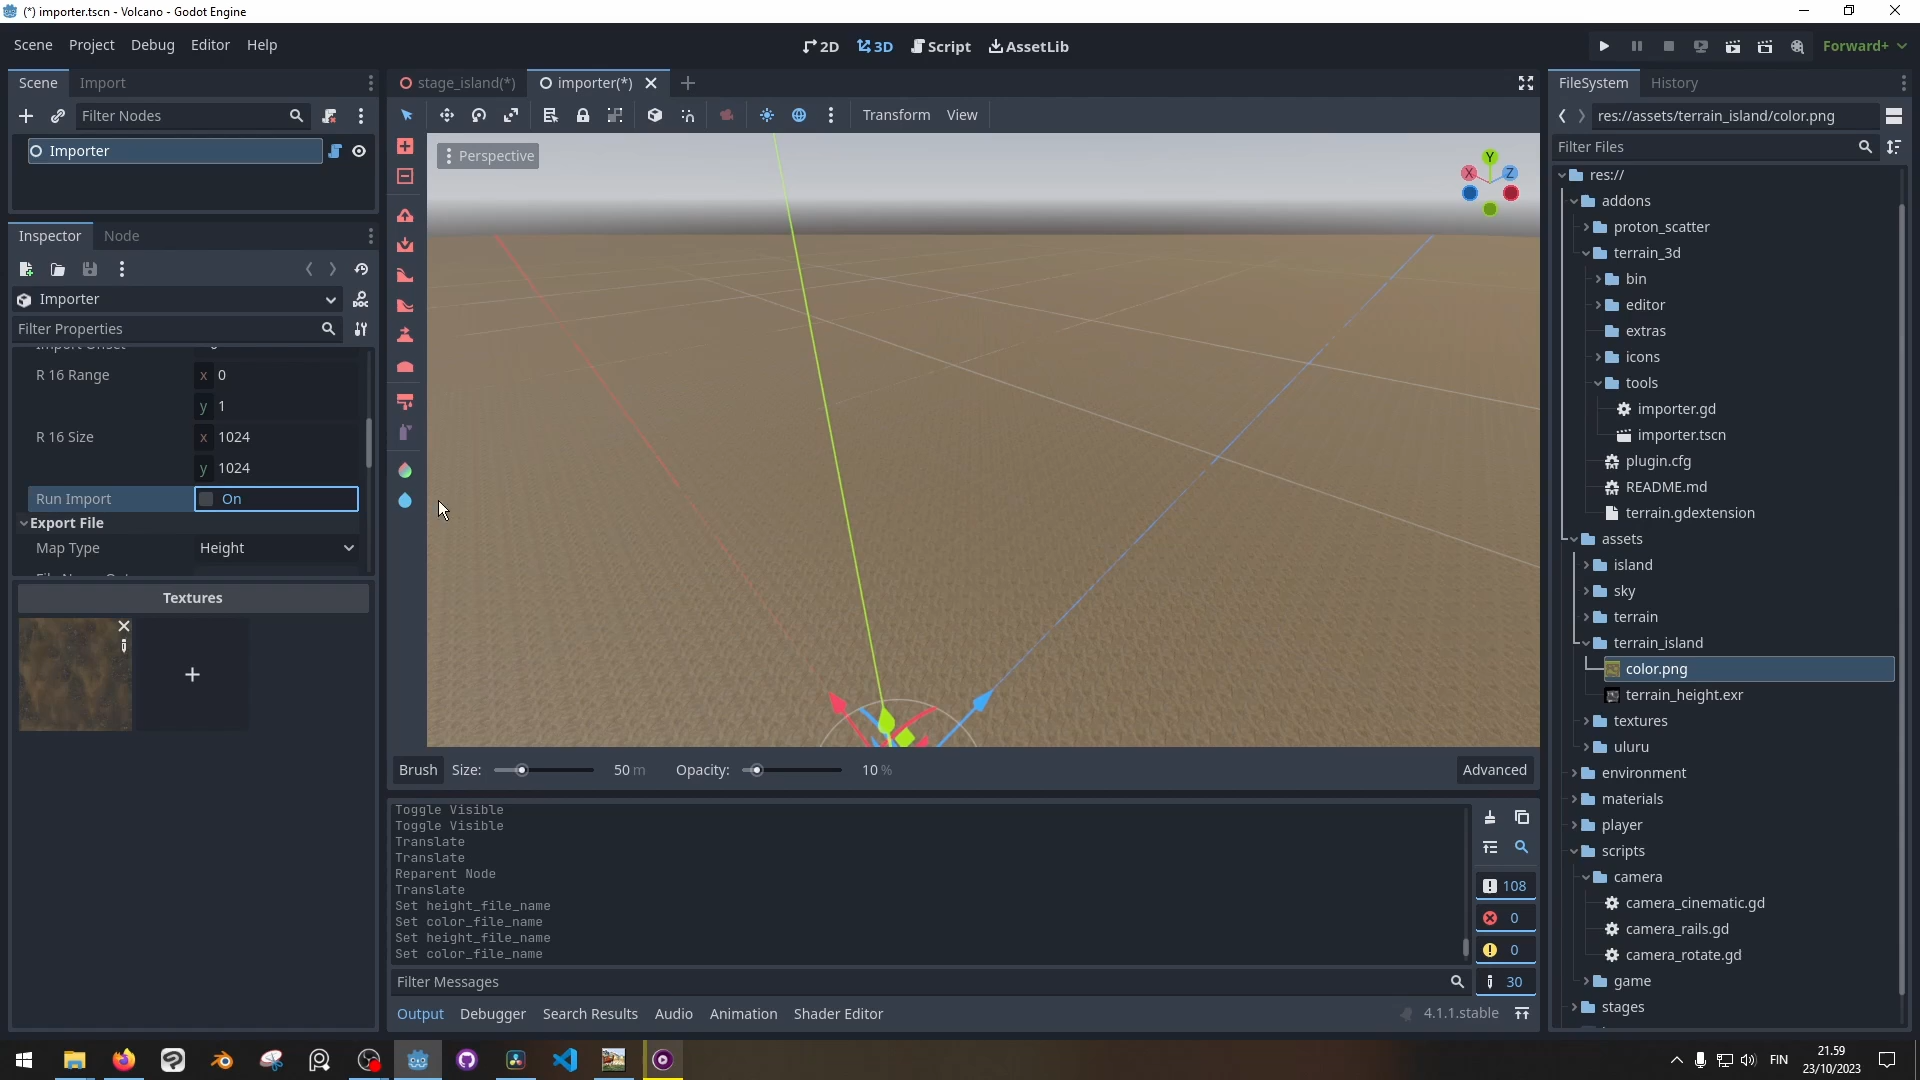 (*) importer.tscn - Volcano - Godot Engine
Scene Project Debug Editor Help
2D 3D Script AssetLib
Forward+
Scene Import
stage_island(*) importer(*)
FileSystem History
Filter Nodes
Transform View
res://assets/terrain_island/color.png
Importer
Perspective
Y
X Z
Filter Files
Inspector Node
Importer
Filter Properties
R 16 Range x 0
y 1
R 16 Size x 1024
y 1024
Run Import On
Export File
Map Type Height
Textures
res://
addons
proton_scatter
terrain_3d
bin
editor
extras
icons
tools
importer.gd
importer.tscn
plugin.cfg
README.md
terrain.gdextension
assets
island
sky
terrain
terrain_island
color.png
terrain_height.exr
textures
uluru
environment
materials
player
scripts
camera
camera_cinematic.gd
camera_rails.gd
camera_rotate.gd
game
stages
Brush Size: 50 m Opacity: 10 % Advanced
Toggle Visible
Toggle Visible
Translate
Translate
Reparent Node
Translate
Set height_file_name
Set color_file_name
Set height_file_name
Set color_file_name
108
0
0
30
Filter Messages
Output Debugger Search Results Audio Animation Shader Editor
4.1.1.stable
FIN
21.59
23/10/2023